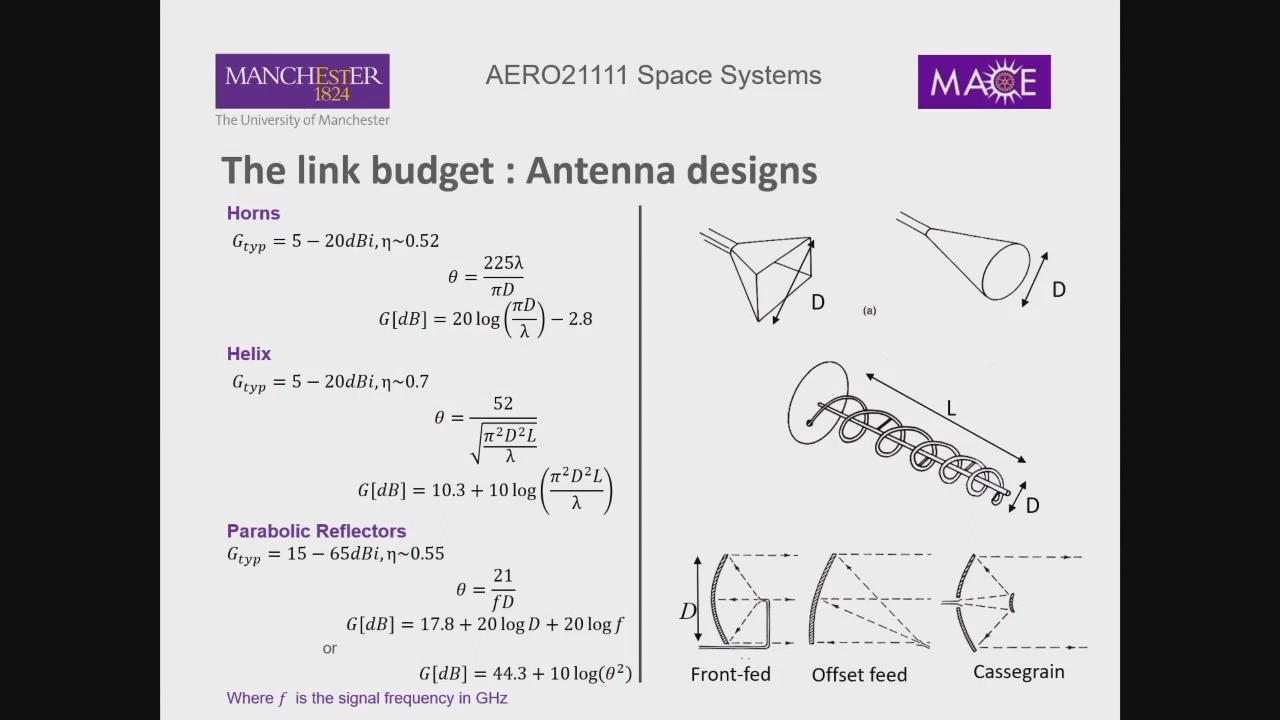 MANCHESTER
1824
The University of Manchester
AERO21111 Space Systems
MACE
The link budget : Antenna designs
Horns
G_typ = 5 − 20dBi, η~0.52
θ = 225λ / πD
G[dB] = 20 log(πD / λ) − 2.8
Helix
G_typ = 5 − 20dBi, η~0.7
θ = 52 / √(π²D²L / λ)
G[dB] = 10.3 + 10 log(π²D²L / λ)
Parabolic Reflectors
G_typ = 15 − 65dBi, η~0.55
θ = 21 / fD
G[dB] = 17.8 + 20 log D + 20 log f
or
G[dB] = 44.3 + 10 log(θ²)
Where f is the signal frequency in GHz
D
(a)
D
L
D
D
Front-fed
Offset feed
Cassegrain